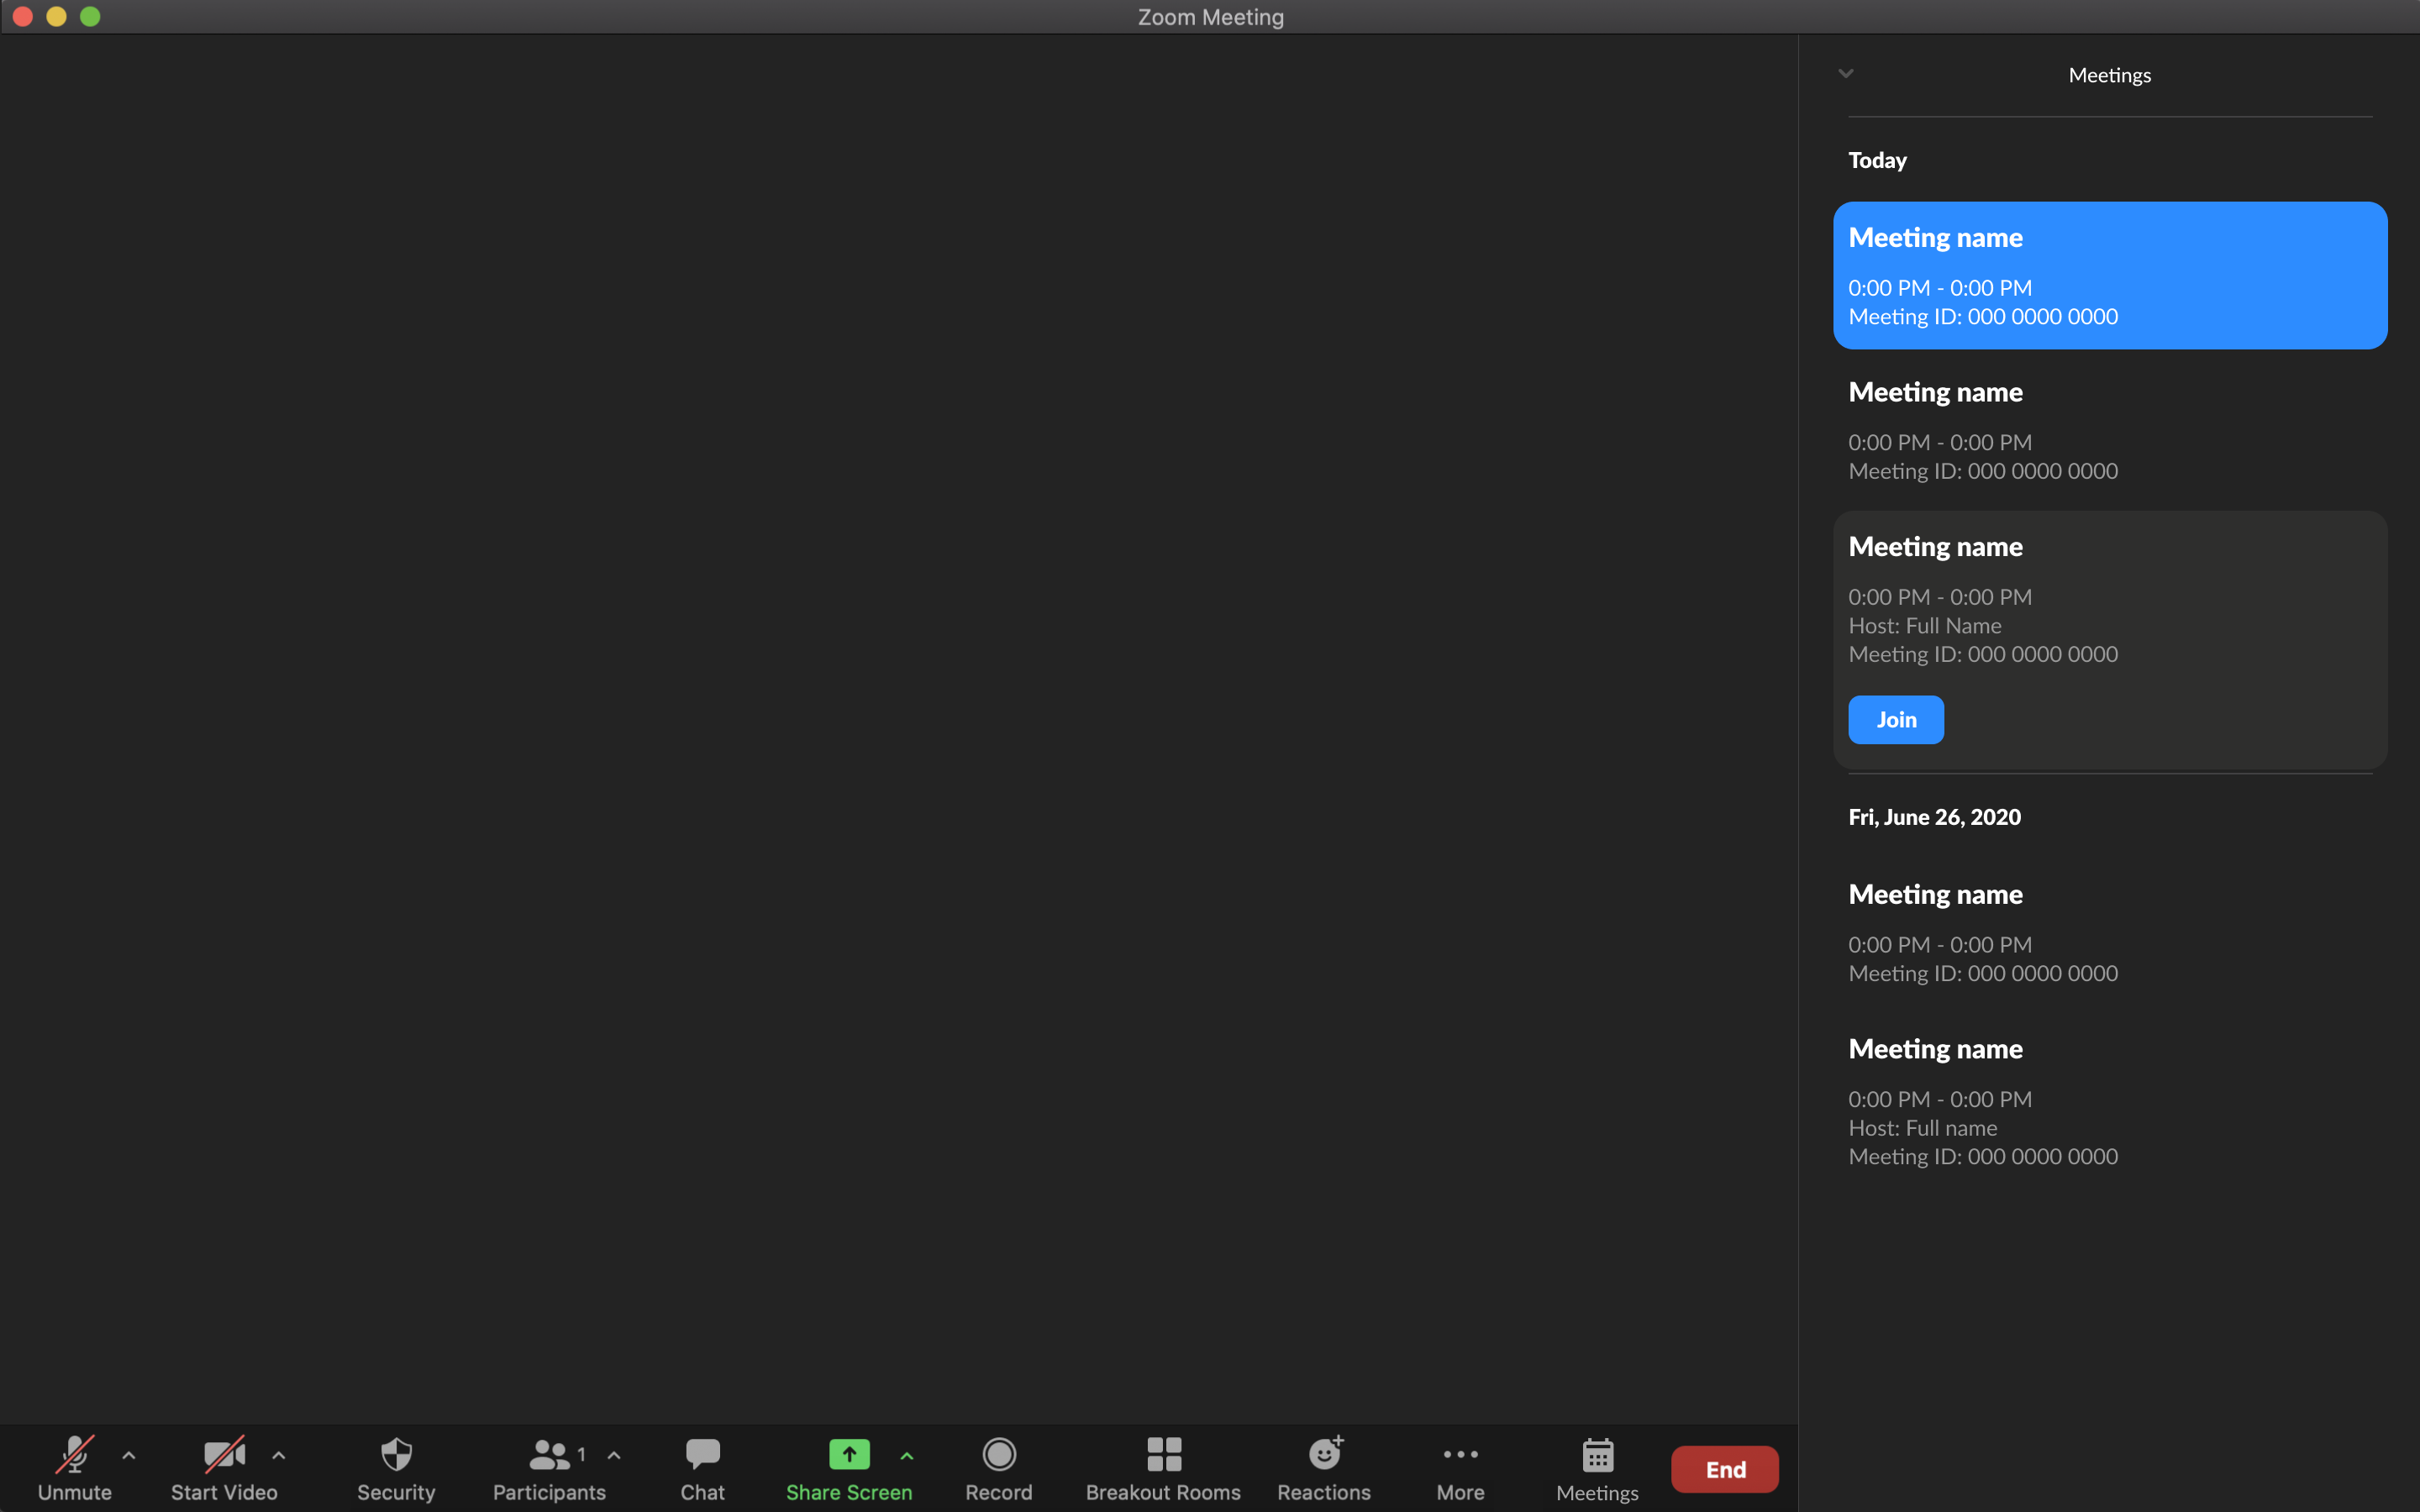 Zoom Meeting
Meetings
Today
Meeting name
0:00 PM - 0:00 PM
Meeting ID: 000 0000 0000
Meeting name
0:00 PM - 0:00 PM
Meeting ID: 000 0000 0000
Meeting name
0:00 PM - 0:00 PM
Host: Full Name
Meeting ID: 000 0000 0000
Join
Fri, June 26, 2020
Meeting name
0:00 PM - 0:00 PM
Meeting ID: 000 0000 0000
Meeting name
0:00 PM - 0:00 PM
Host: Full name
Meeting ID: 000 0000 0000
1
Unmute
Start Video
Security
Participants
Chat
Share Screen
Record
Breakout Rooms
Reactions
More
Meetings
End